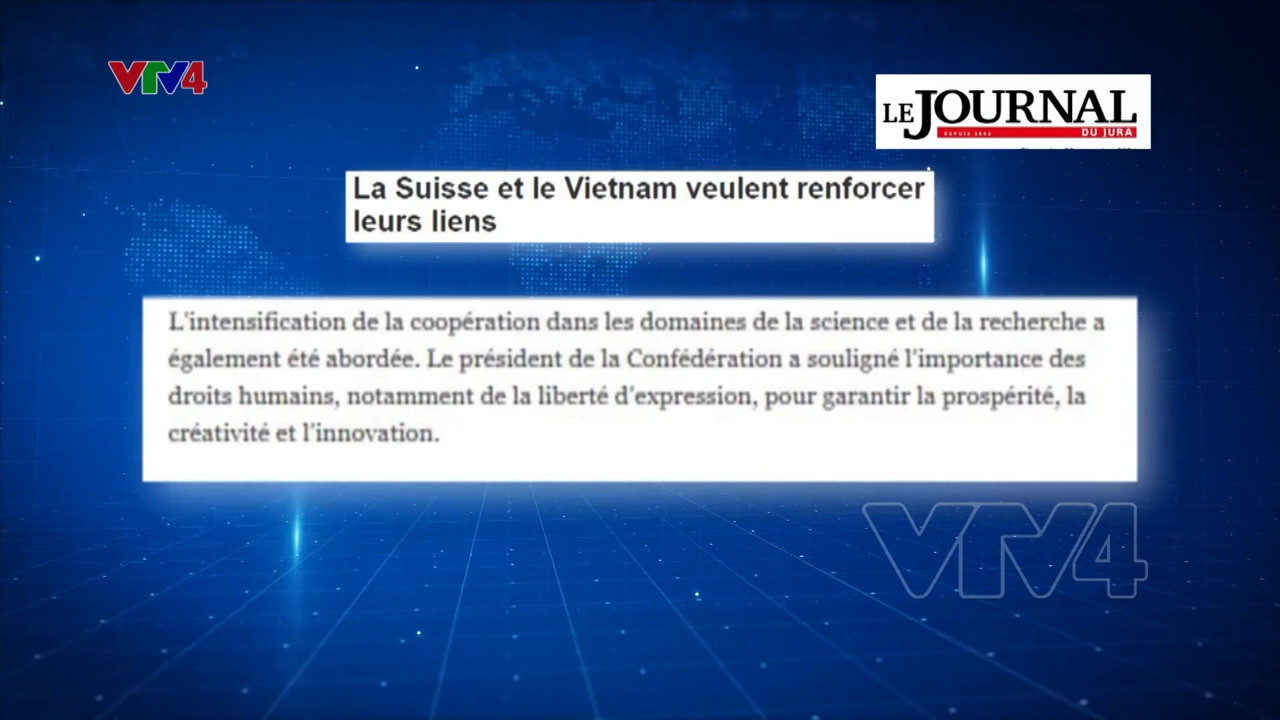 VTV4
LE JOURNAL
DEPUIS 1863
DU JURA
La Suisse et le Vietnam veulent renforcer
leurs liens
L'intensification de la coopération dans les domaines de la science et de la recherche a
également été abordée. Le président de la Confédération a souligné l'importance des
droits humains, notamment de la liberté d'expression, pour garantir la prospérité, la
créativité et l'innovation.
VTV4